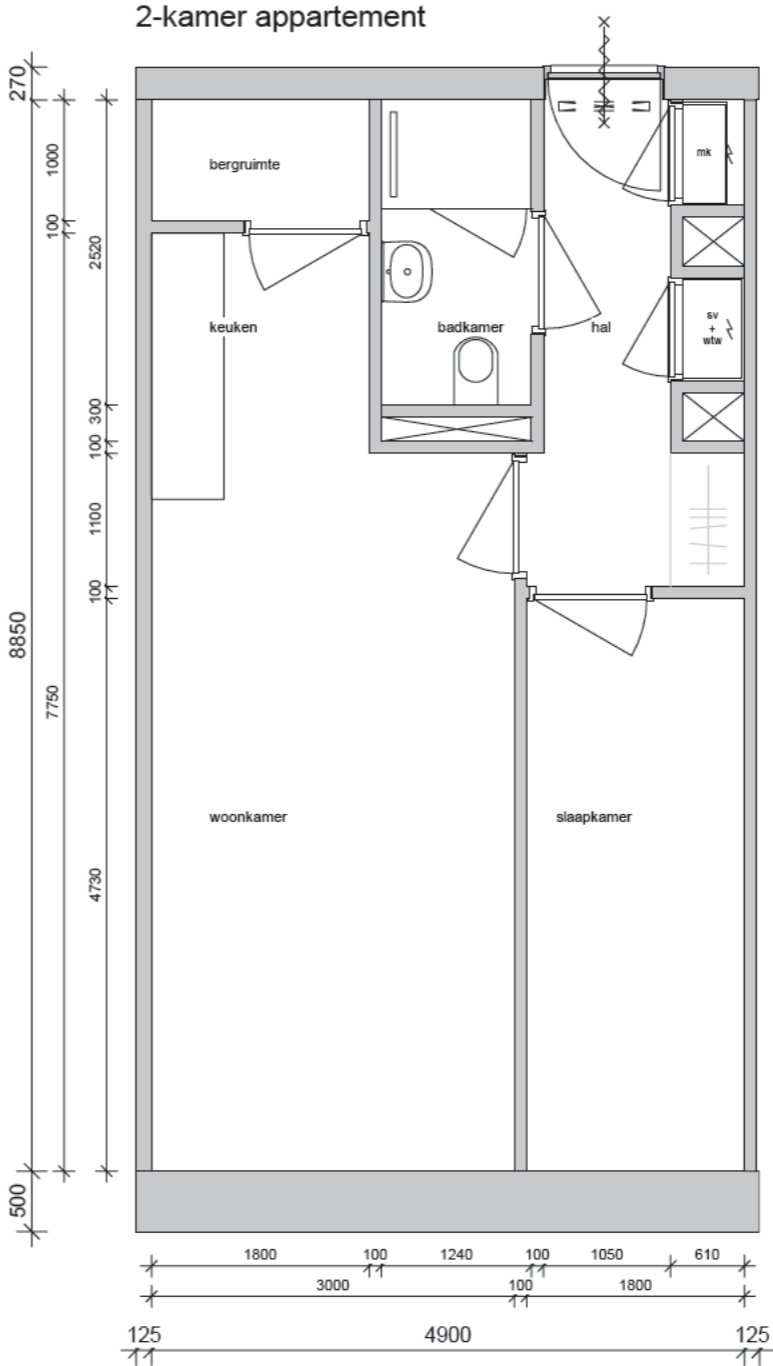 2-kamer appartement
270
1000
100
2520
300
100
1100
100
8850
7750
4730
500
bergruimte
mk
keuken
badkamer
hal
sv
+
wtw
woonkamer
slaapkamer
1800 100 1240 100 1050 610
3000 100 1800
125 4900 125